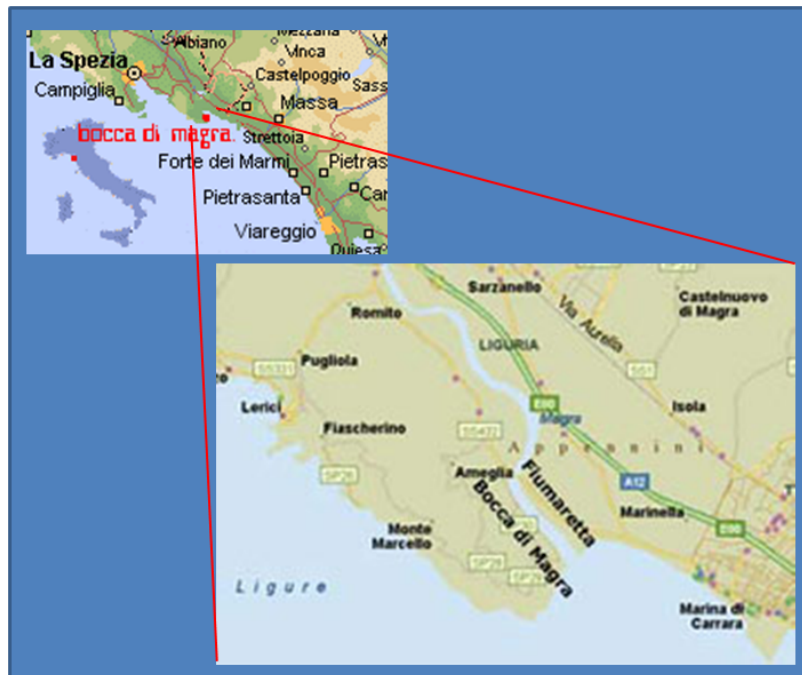 Albiano
Mezzana
La Spezia
Vinca
Campiglia
Castelpoggio
Massa
bocca di magra.
Strettoia
Forte dei Marmi
Pietrasanta
Viareggio
Sarzanello
Castelnuovo
di Magra
Romito
Via Aurelia
LIGURIA
Pugliola
SS331
SS1
Lerici
E80
Isola
Magra
Fiascherino
SS432
Appennini
SP28
Ameglia
Fiumaretta
A12
Bocca di Magra
Marinella
E80
Monte
Marcello
SP28
Ligure
Marina di
Carrara